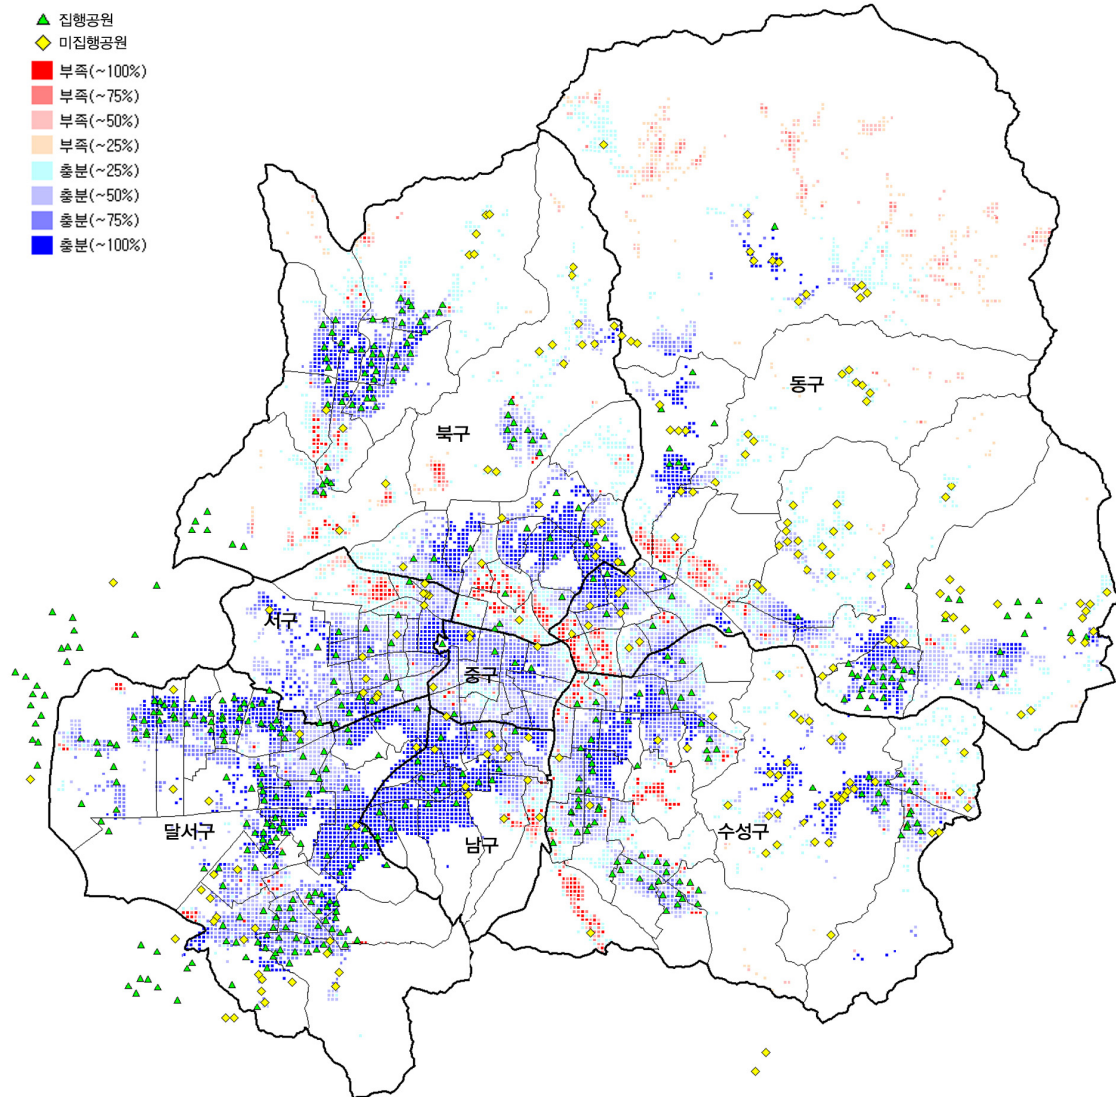 집행공원
미집행공원
부족(~100%)
부족(~75%)
부족(~50%)
부족(~25%)
충분(~25%)
충분(~50%)
충분(~75%)
충분(~100%)
동구
북구
서구
중구
달서구
남구
수성구